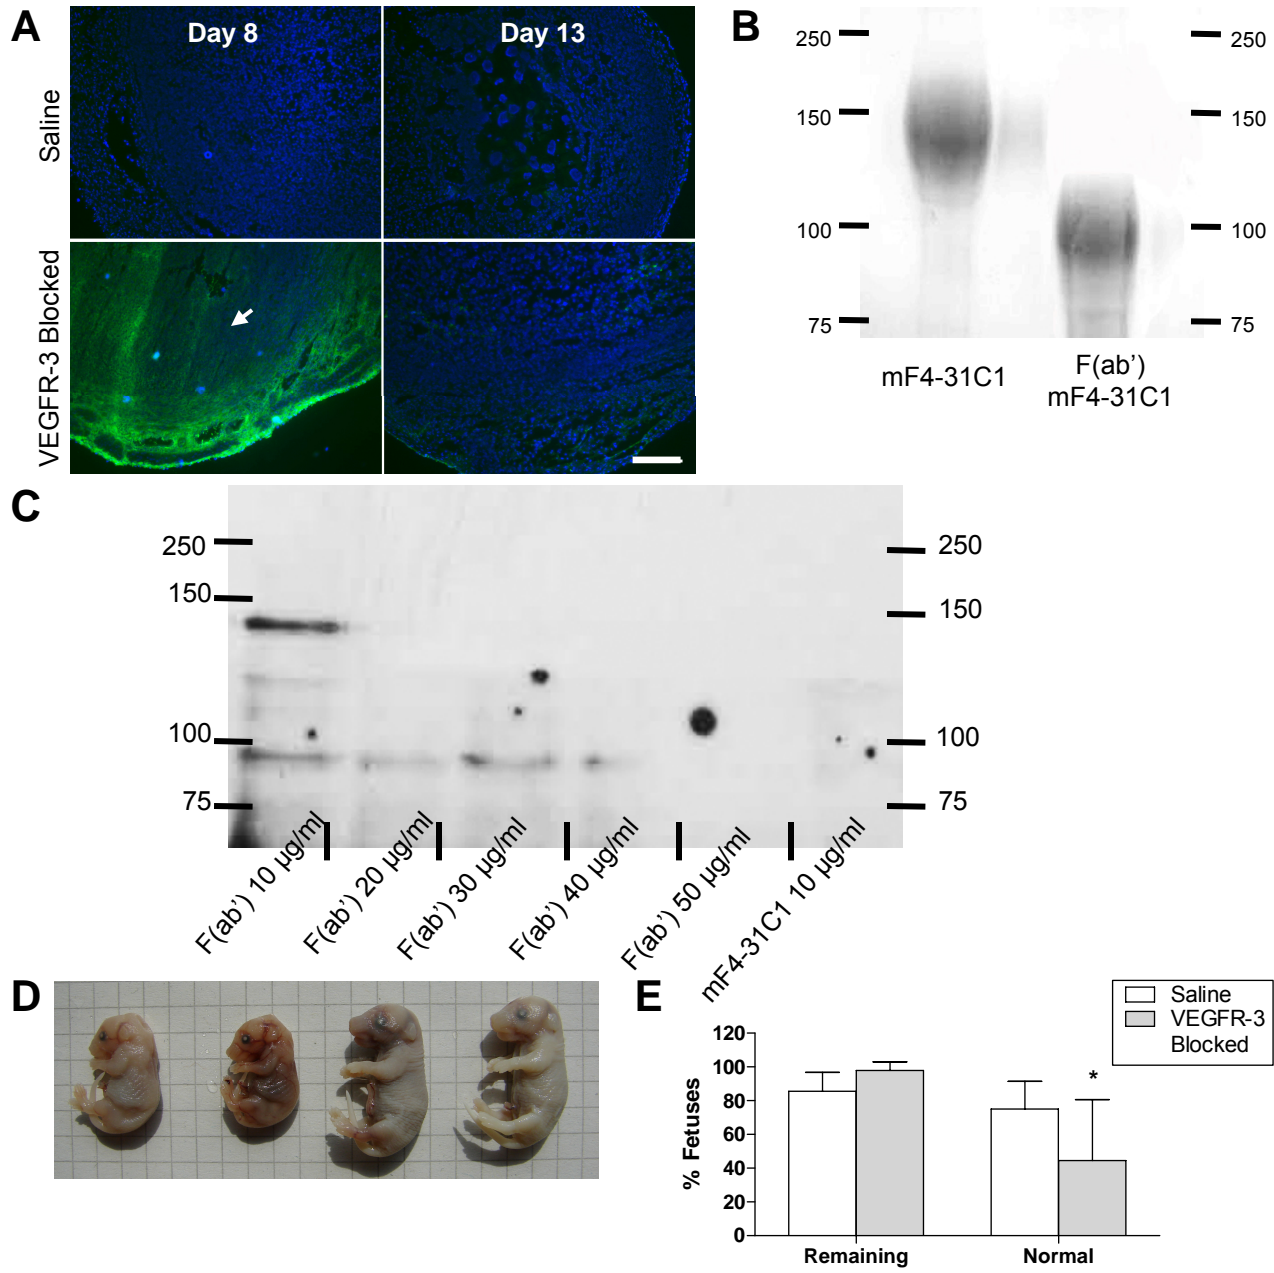 A
Day 8
Day 13
Saline
VEGFR-3 Blocked
B
250
150
100
75
250
150
100
75
mF4-31C1
F(ab’)
mF4-31C1
C
250
150
100
75
250
150
100
75
F(ab’) 10 µg/ml
F(ab’) 20 µg/ml
F(ab’) 30 µg/ml
F(ab’) 40 µg/ml
F(ab’) 50 µg/ml
mF4-31C1 10 µg/ml
D
E
Saline
VEGFR-3
Blocked
% Fetuses
120
100
80
60
40
20
0
*
Remaining
Normal